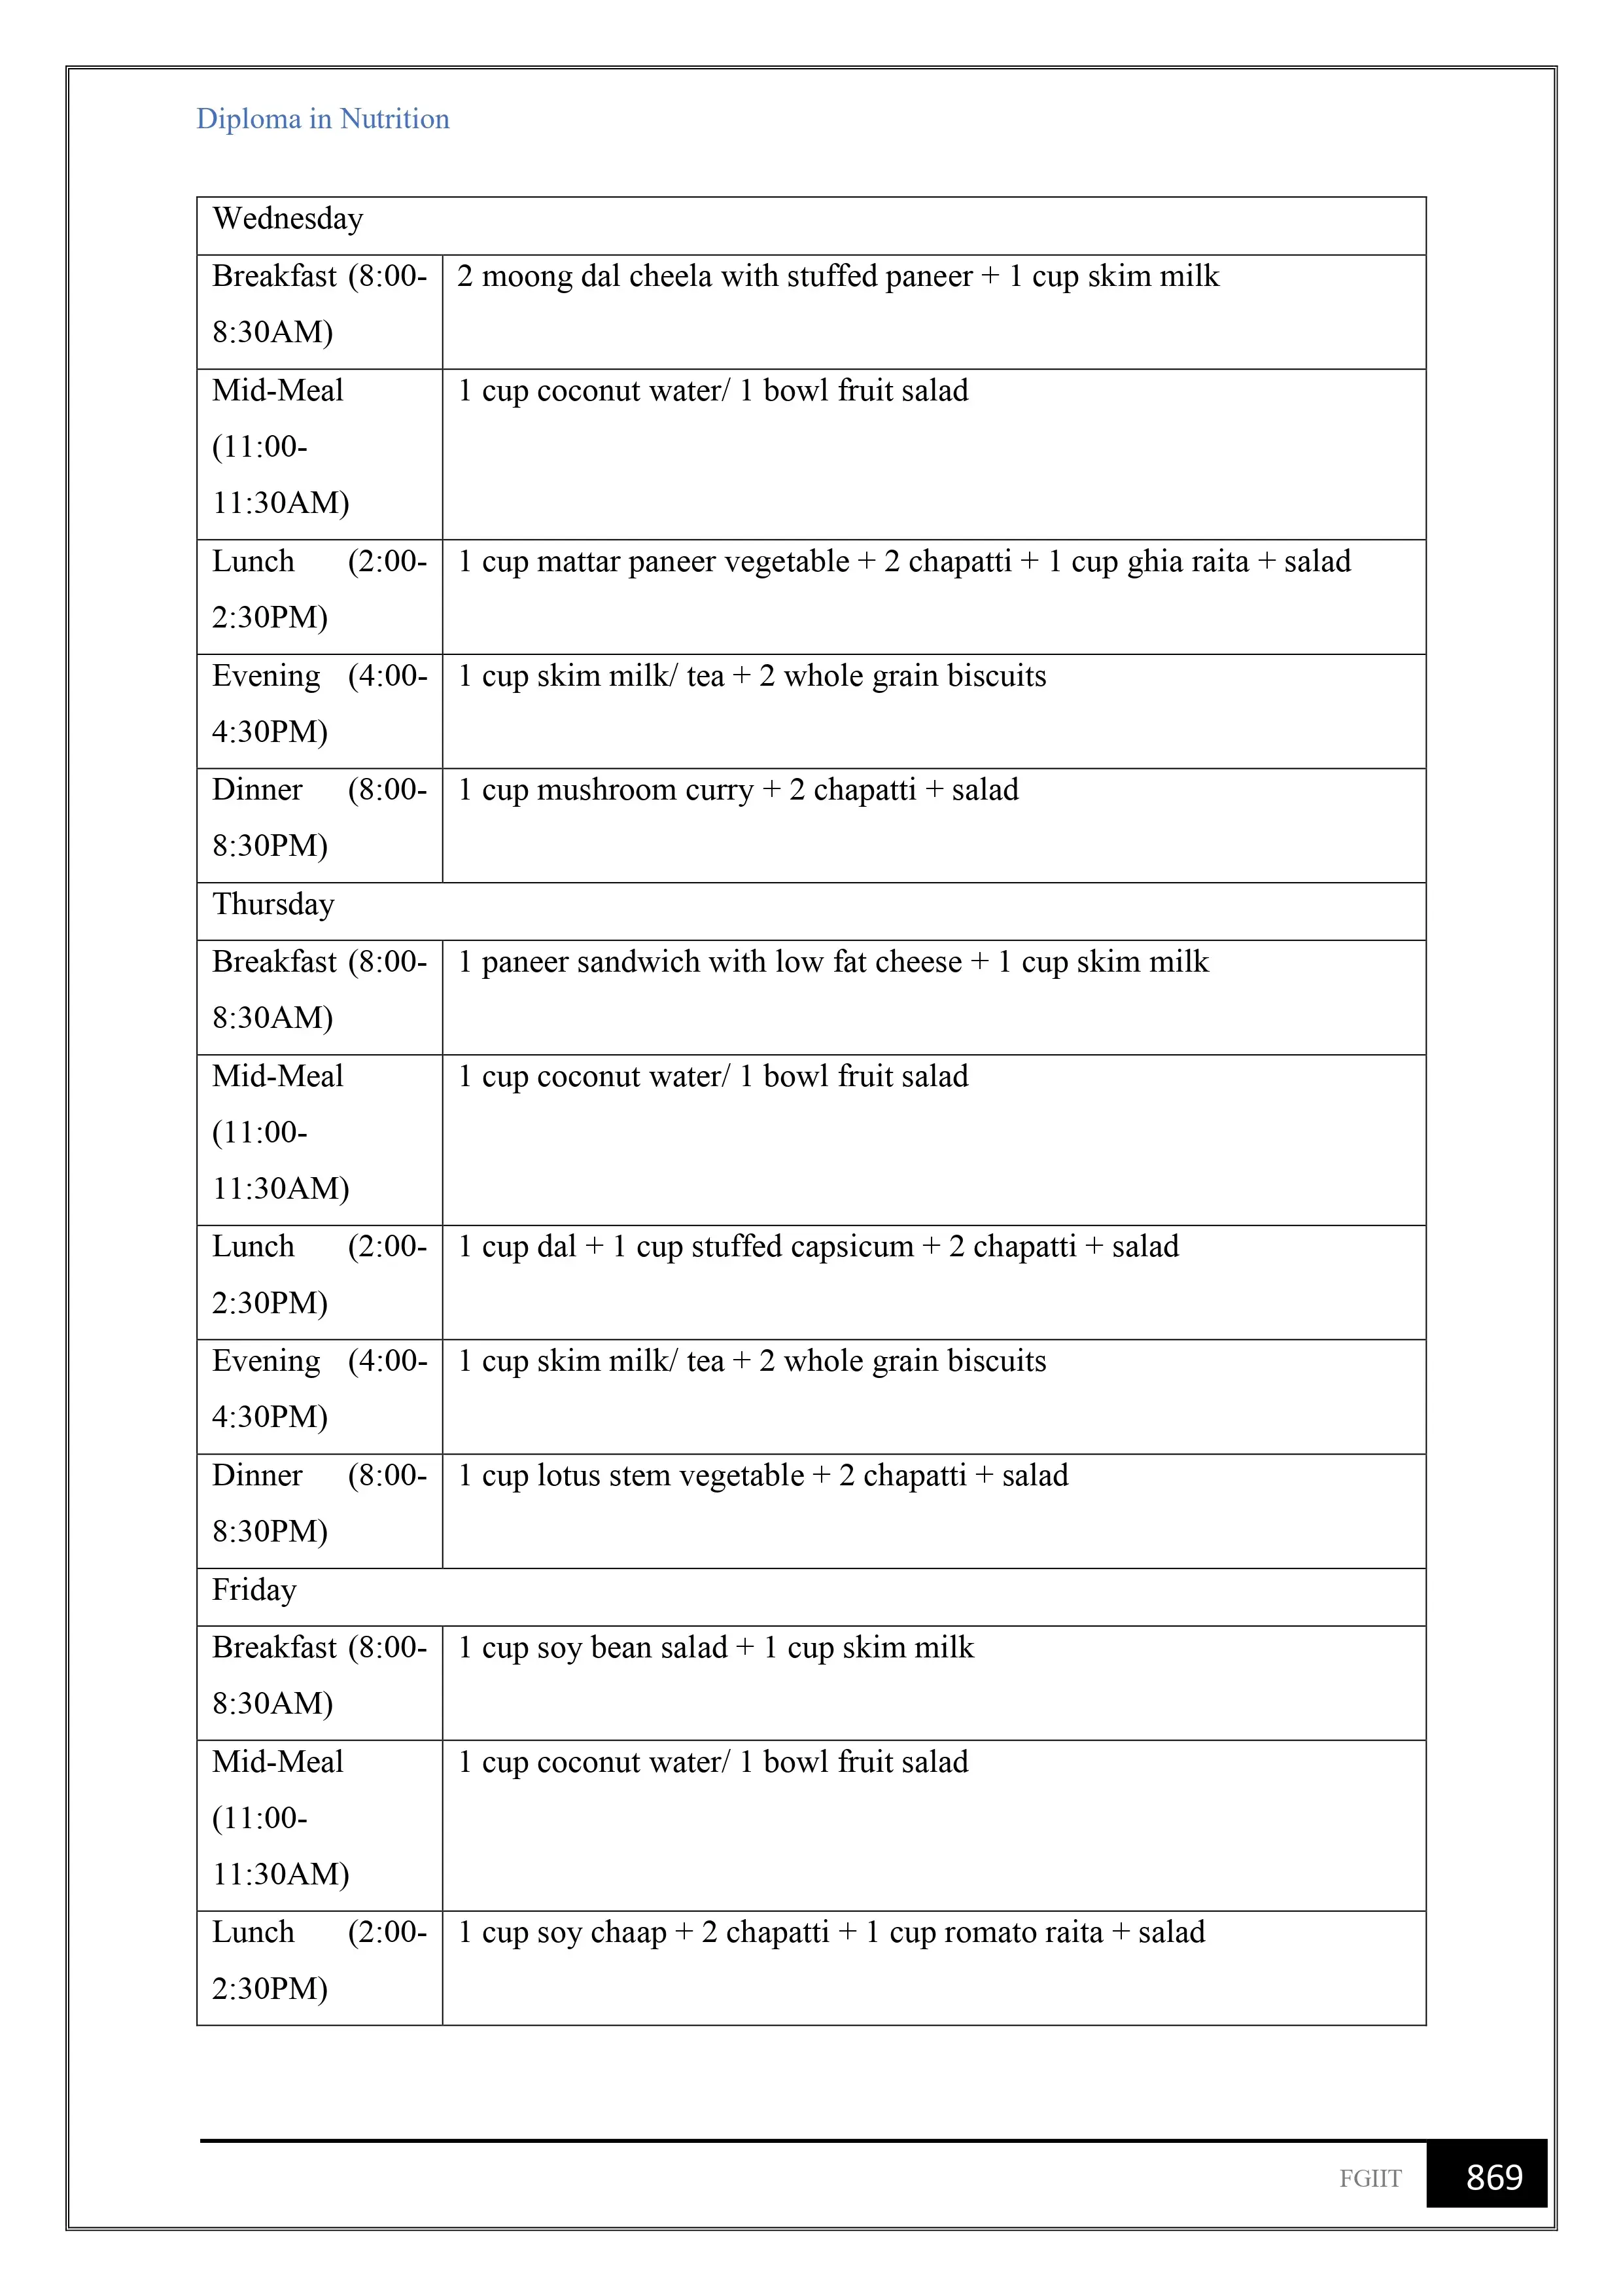 Diploma in Nutrition
Wednesday
Breakfast (8:00-
8:30AM)
2 moong dal cheela with stuffed paneer + 1 cup skim milk
Mid-Meal
(11:00-
11:30AM)
1 cup coconut water/ 1 bowl fruit salad
Lunch (2:00-
2:30PM)
1 cup mattar paneer vegetable + 2 chapatti + 1 cup ghia raita + salad
Evening (4:00-
4:30PM)
1 cup skim milk/ tea + 2 whole grain biscuits
Dinner (8:00-
8:30PM)
1 cup mushroom curry + 2 chapatti + salad
Thursday
Breakfast (8:00-
8:30AM)
1 paneer sandwich with low fat cheese + 1 cup skim milk
Mid-Meal
(11:00-
11:30AM)
1 cup coconut water/ 1 bowl fruit salad
Lunch (2:00-
2:30PM)
1 cup dal + 1 cup stuffed capsicum + 2 chapatti + salad
Evening (4:00-
4:30PM)
1 cup skim milk/ tea + 2 whole grain biscuits
Dinner (8:00-
8:30PM)
1 cup lotus stem vegetable + 2 chapatti + salad
Friday
Breakfast (8:00-
8:30AM)
1 cup soy bean salad + 1 cup skim milk
Mid-Meal
(11:00-
11:30AM)
1 cup coconut water/ 1 bowl fruit salad
Lunch (2:00-
2:30PM)
1 cup soy chaap + 2 chapatti + 1 cup romato raita + salad
FGIIT 869